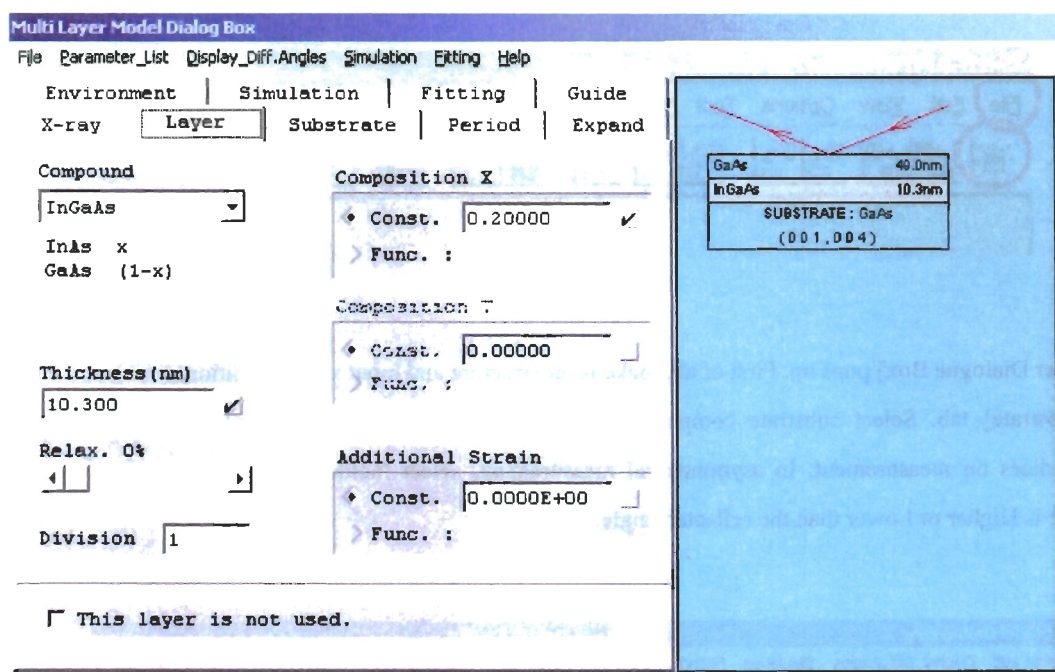 Multi Layer Model Dialog Box
File Parameter_List Display_Diff.Angles Simulation Fitting Help
Environment Simulation Fitting Guide
X-ray Layer Substrate Period Expand
Compound
InGaAs
InAs x
GaAs (1-x)
Thickness(nm)
10.300
Relax. 0%
Division 1
Composition X
Const. 0.20000
Func. :
Composition
Const. 0.00000
Func. :
Additional Strain
Const. 0.0000E+00
Func. :
This layer is not used.
GaAs 49.0nm
InGaAs 10.3nm
SUBSTRATE : GaAs
(001,004)